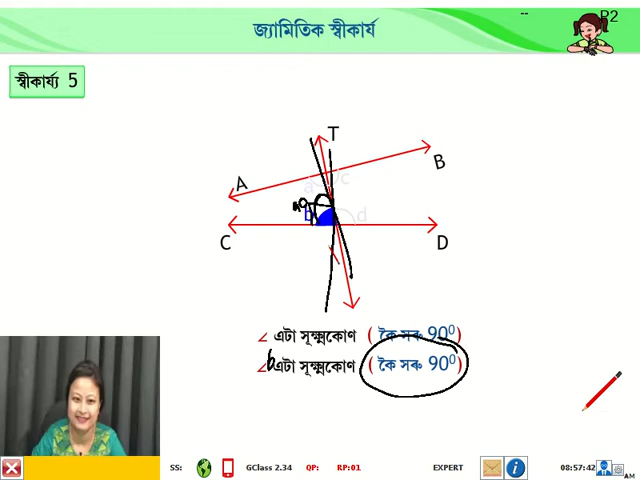 P2
জ্যামিতিক স্বীকাৰ্য
স্বীকাৰ্য্য 5
T
A
B
a
c
b
d
C
D
∠ এটা সূক্ষ্মকোণ ( কৈ সৰু 90⁰)
∠b এটা সূক্ষ্মকোণ ( কৈ সৰু 90⁰)
SS: GClass 2.34 QP: RP:01 EXPERT 08:57:42 AM